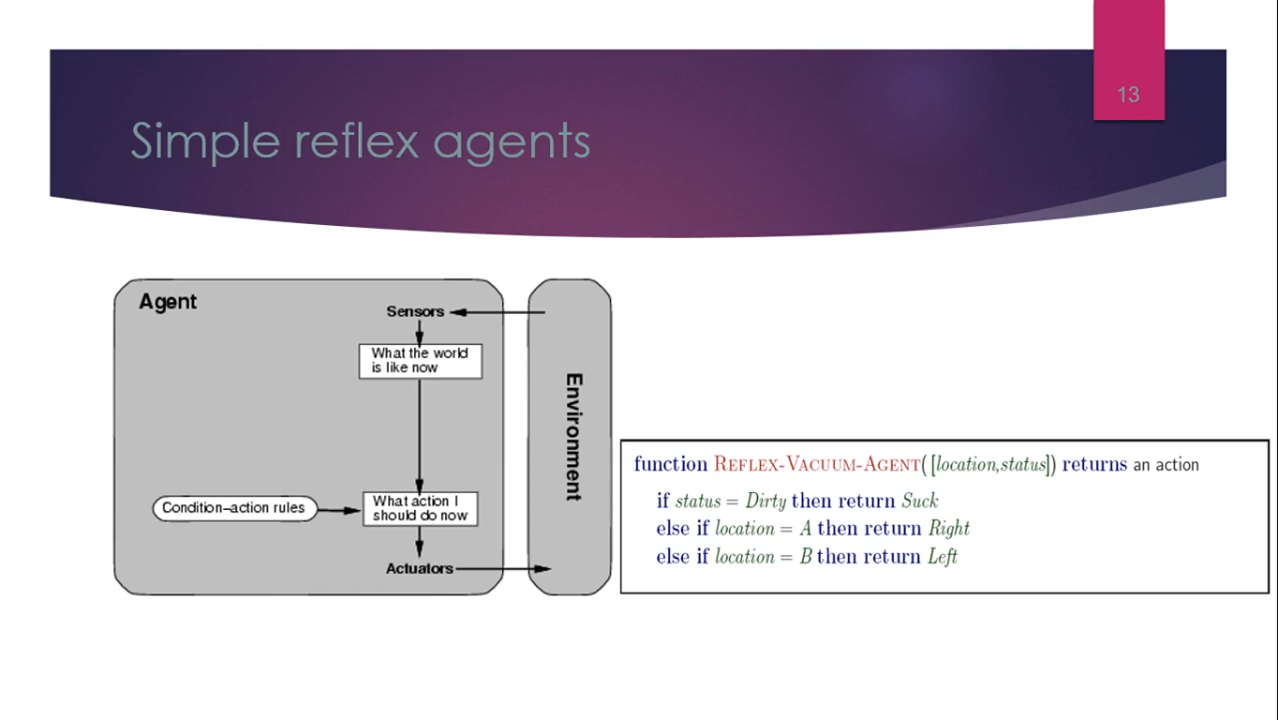 13
Simple reflex agents
Agent
Sensors
What the world
is like now
Condition–action rules
What action I
should do now
Actuators
Environment
function REFLEX-VACUUM-AGENT([location,status]) returns an action
if status = Dirty then return Suck
else if location = A then return Right
else if location = B then return Left